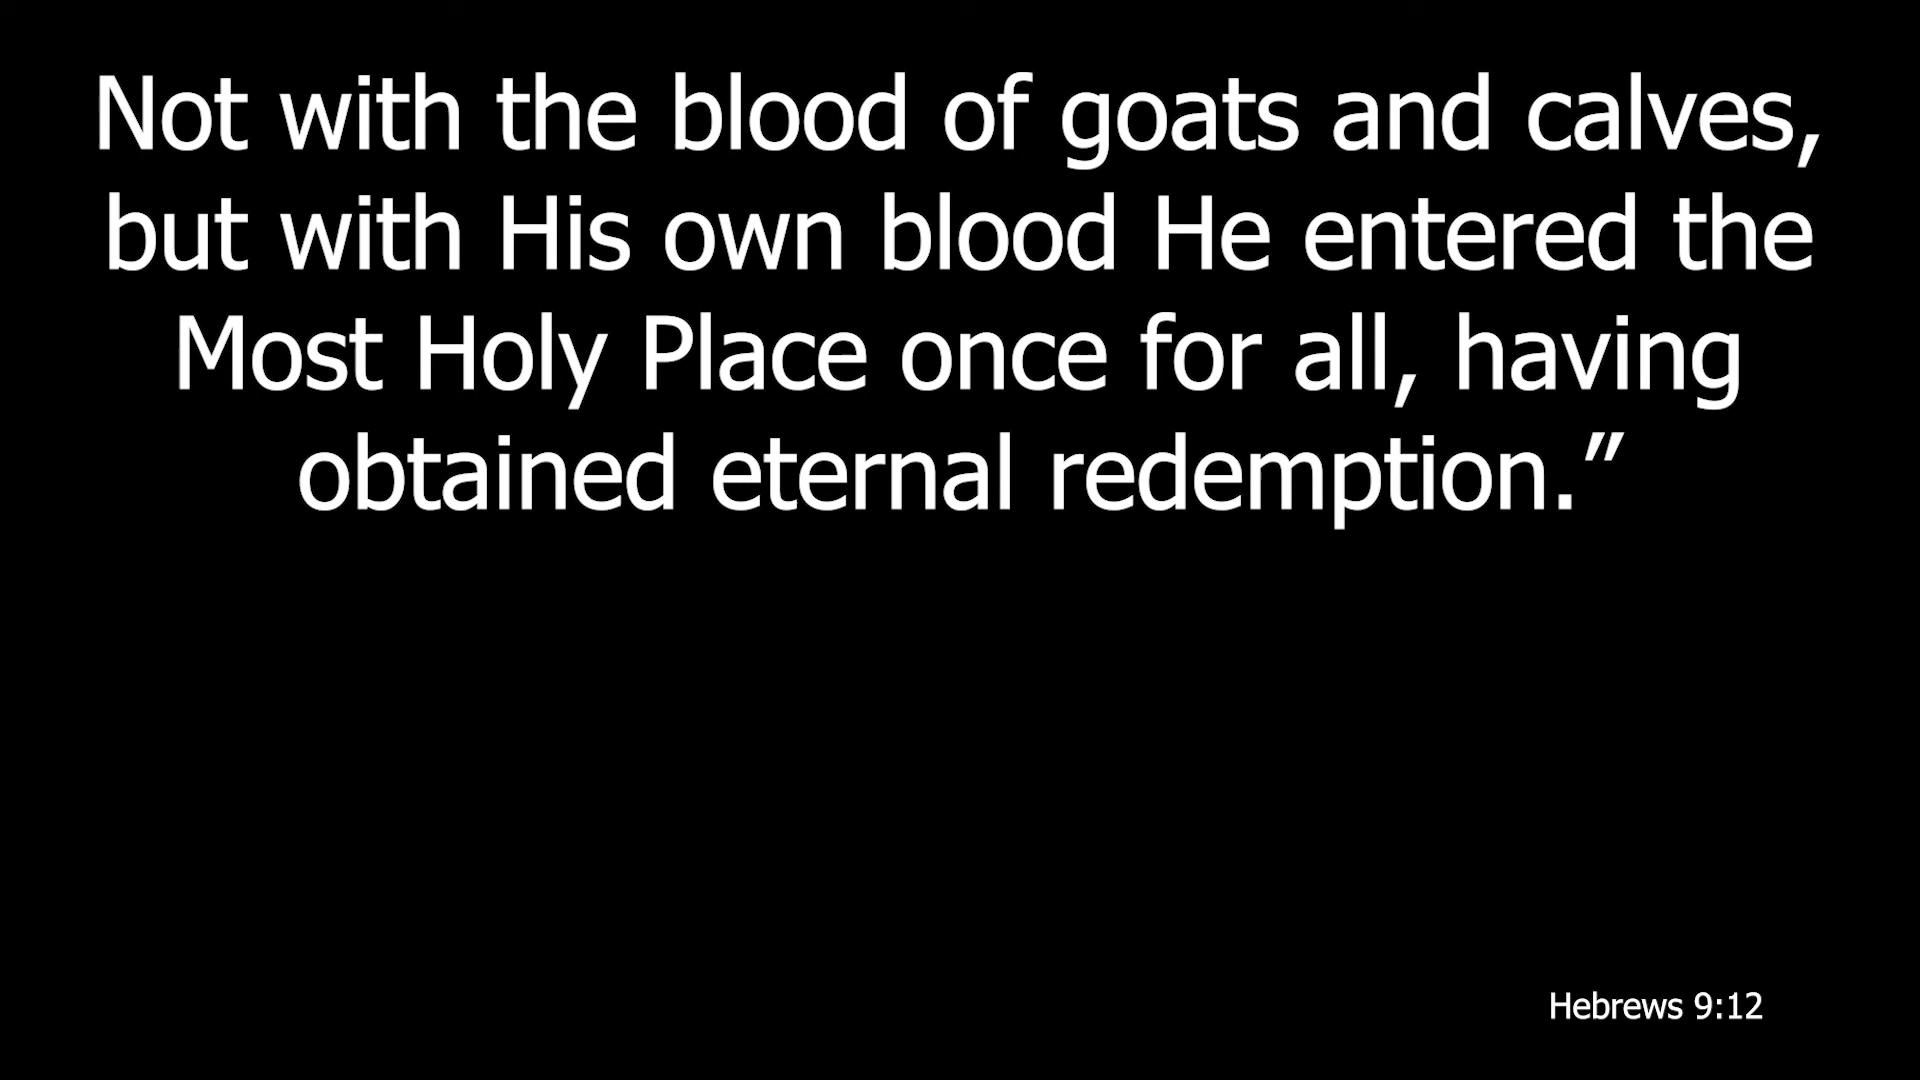 Not with the blood of goats and calves,
but with His own blood He entered the
Most Holy Place once for all, having
obtained eternal redemption.”
Hebrews 9:12